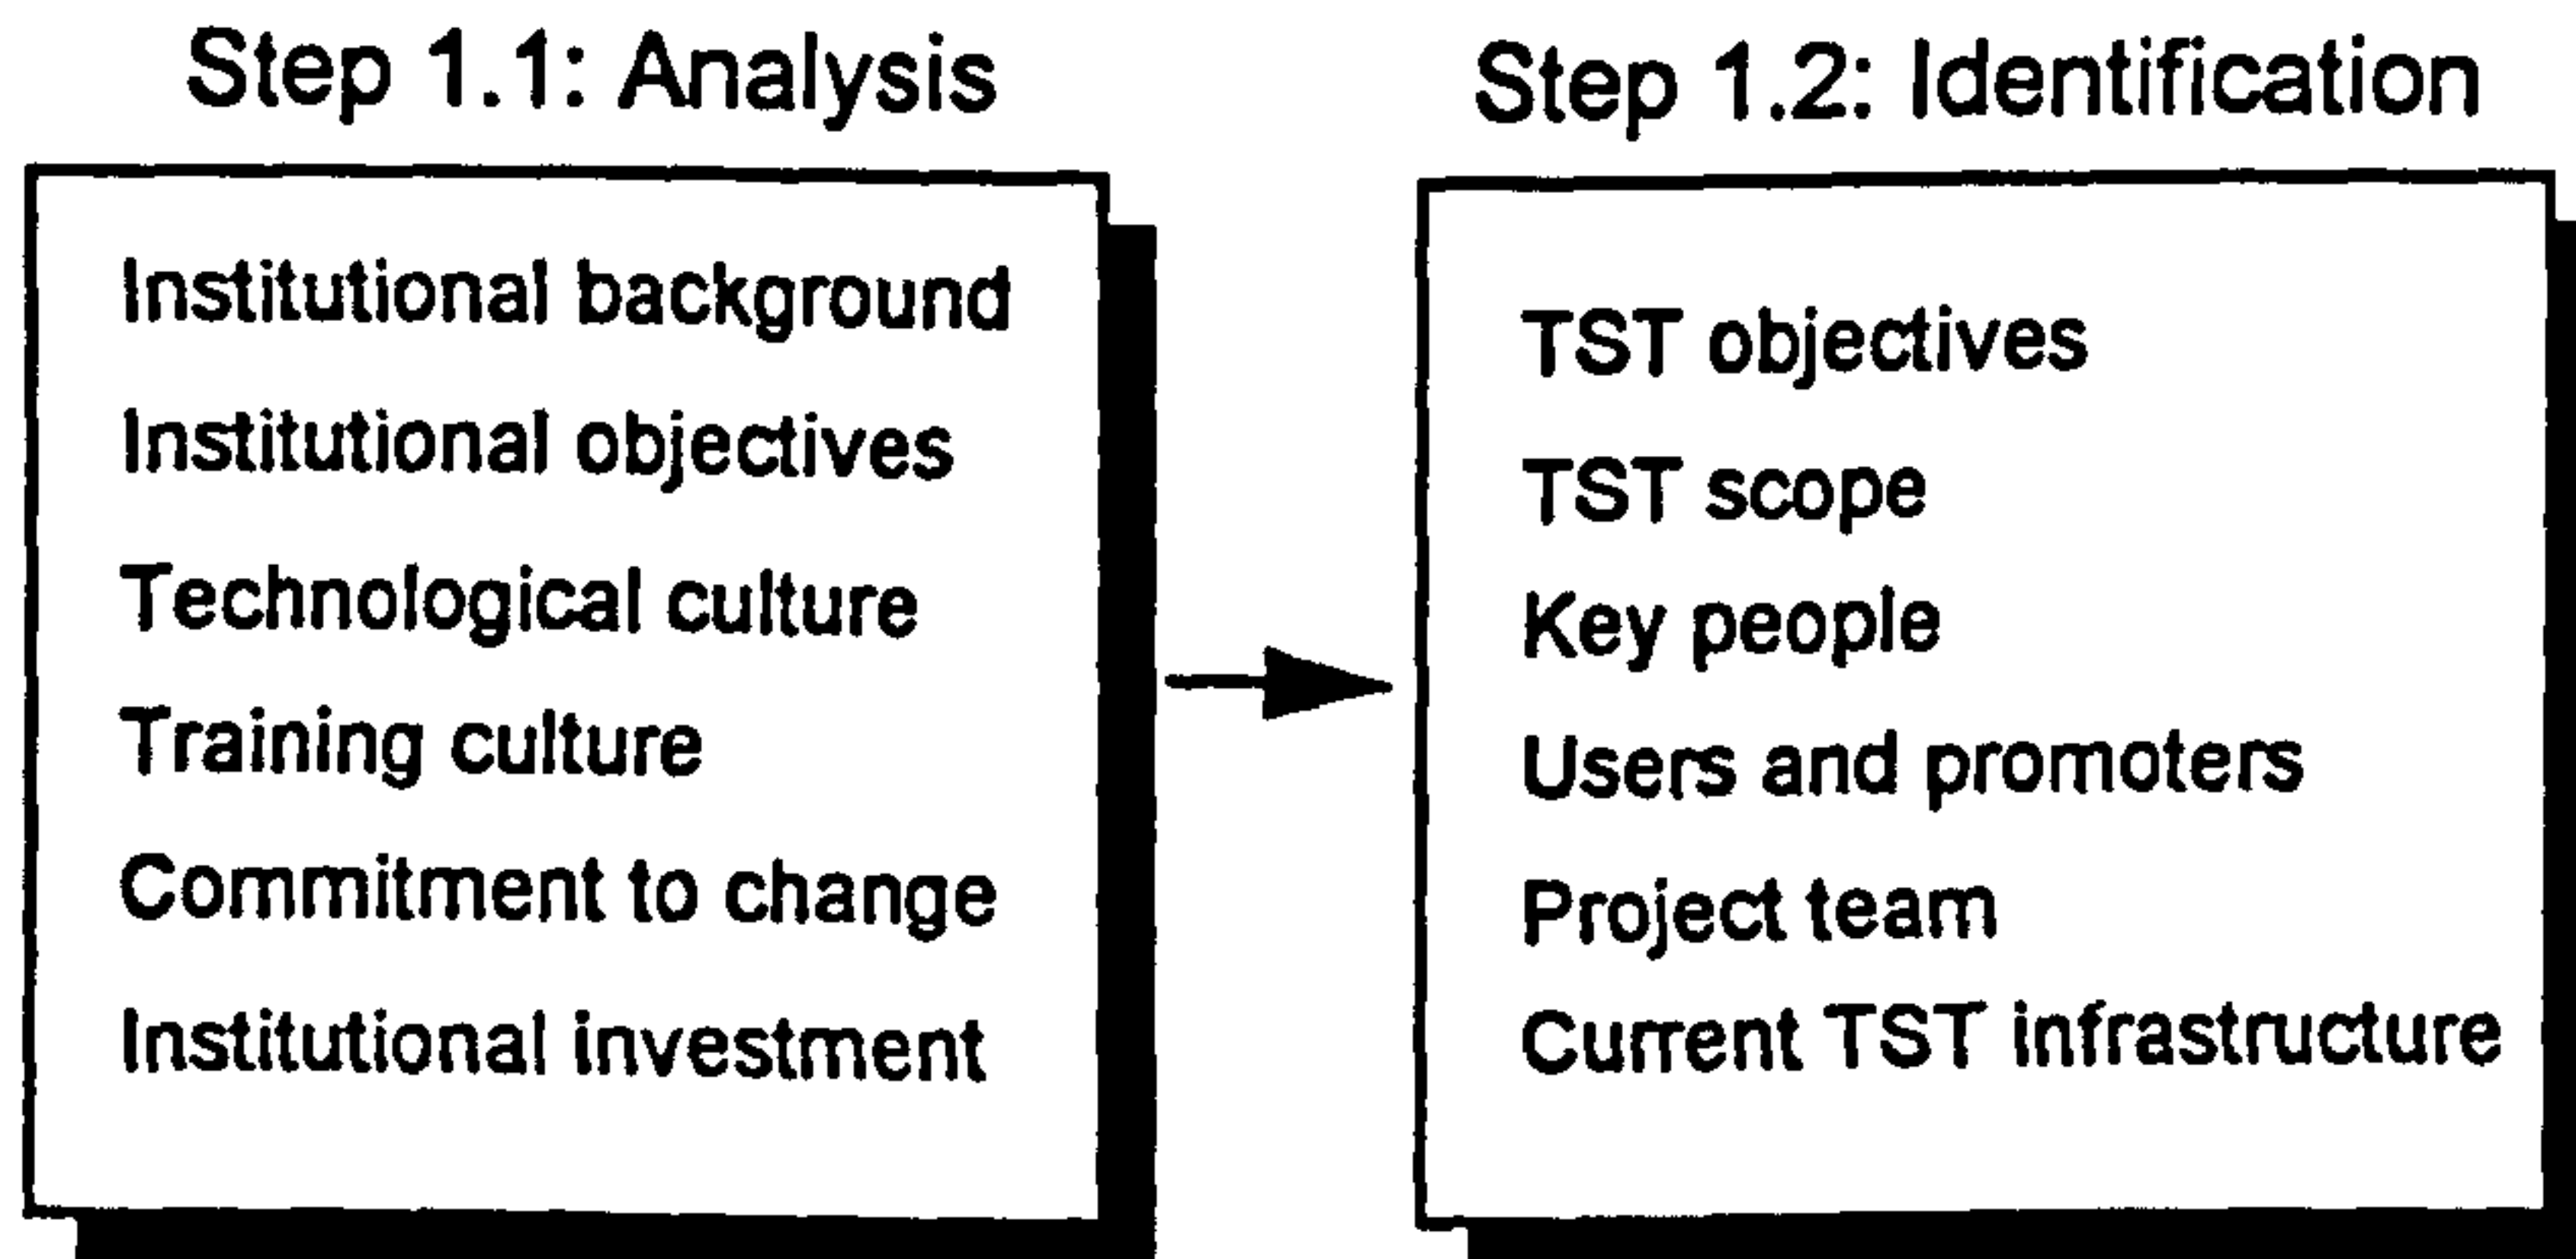 Step 1.1: Analysis
Institutional background
Institutional objectives
Technological culture
Training culture
Commitment to change
Institutional investment
Step 1.2: Identification
TST objectives
TST scope
Key people
Users and promoters
Project team
Current TST infrastructure